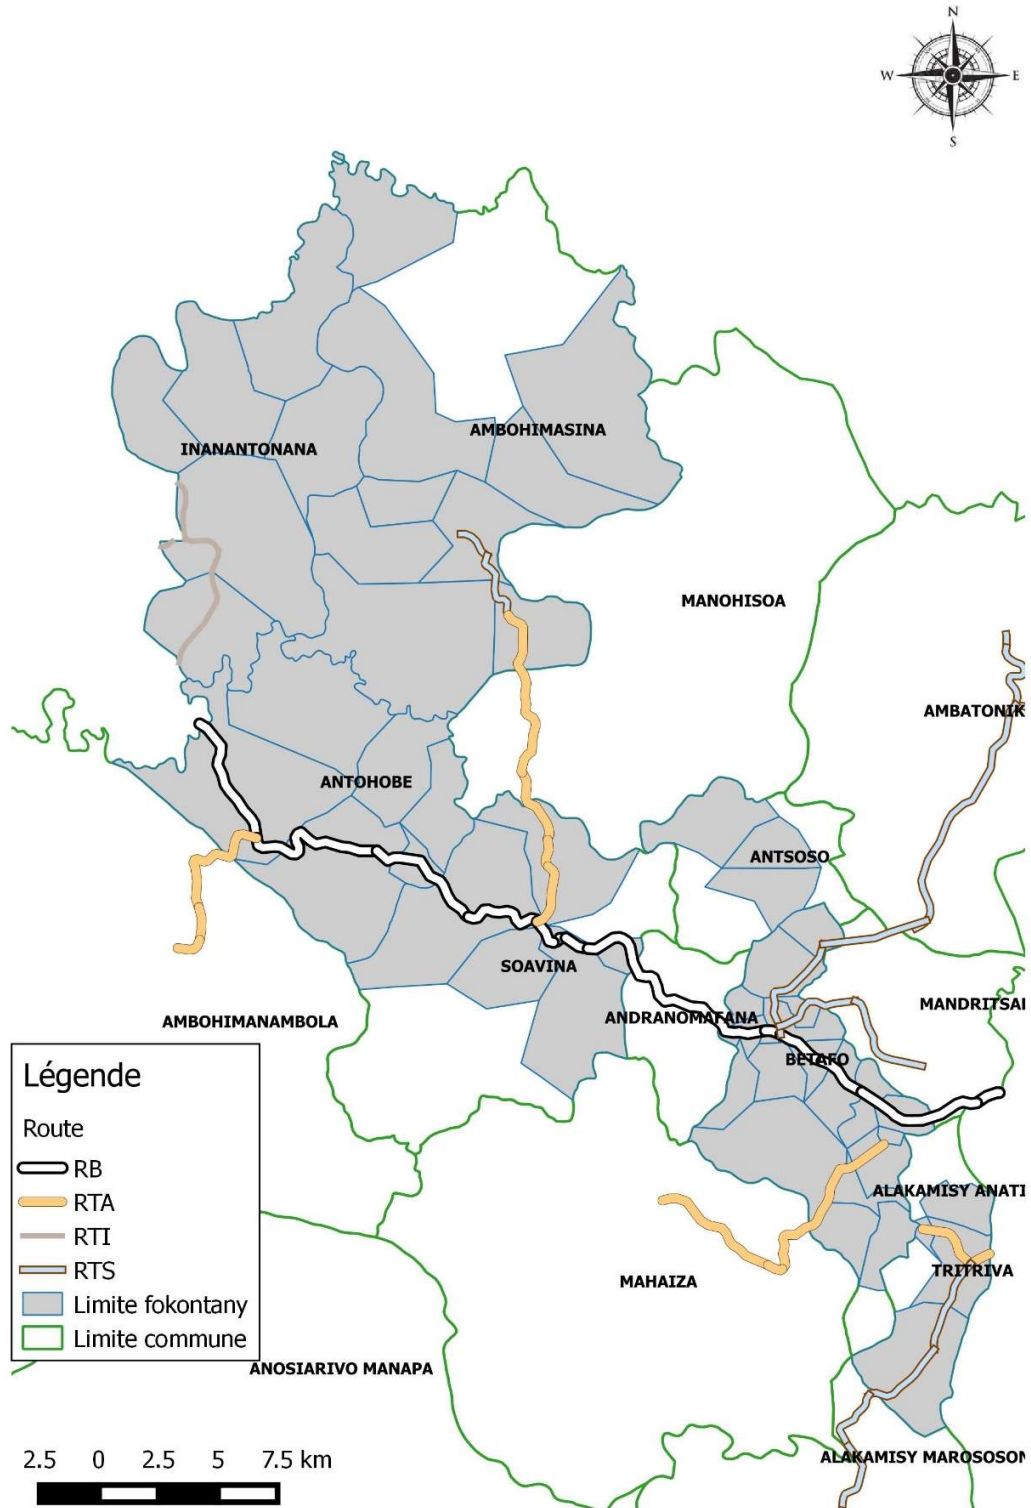 N
W E
S
AMBOHIMASINA
INANANTONANA
MANOHISOA
AMBATONIK
ANTOHOBE
ANTSOSO
SOAVINA
MANDRITSAI
AMBOHIMANAMBOLA
ANDRANOMAFANA
BETAFO
ALAKAMISY ANATI
TRITRIVA
MAHAIZA
ANOSIARIVO MANAPA
ALAKAMISY MAROSOSON
Légende
Route
RB
RTA
RTI
RTS
Limite fokontany
Limite commune
2.5 0 2.5 5 7.5 km